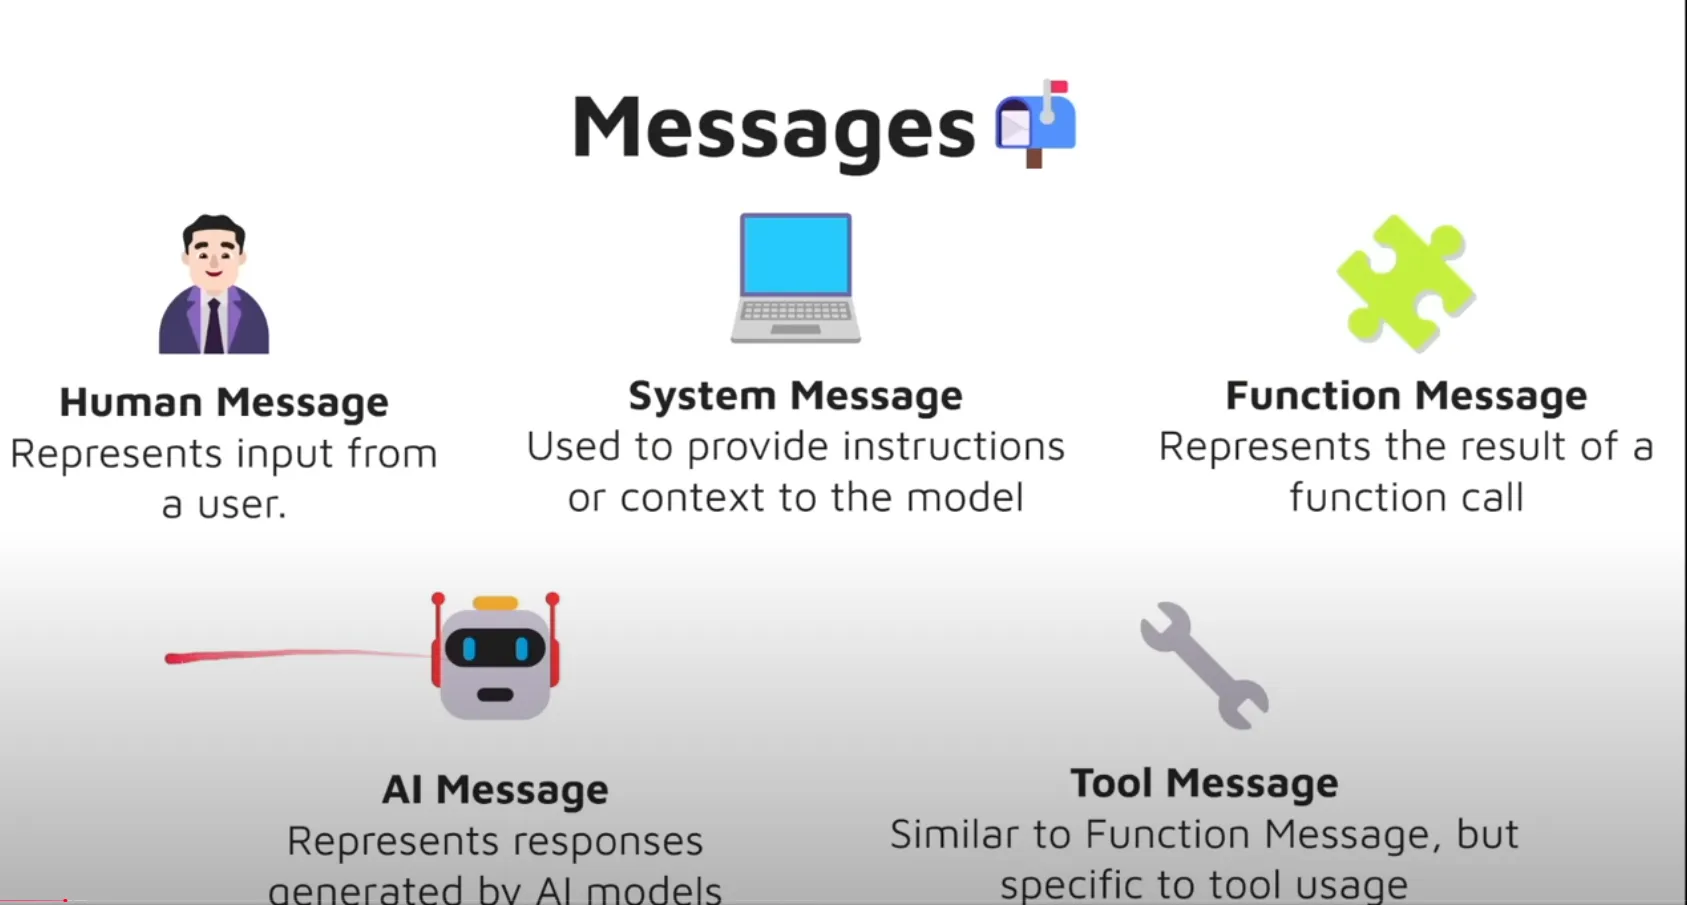 Messages
Human Message
Represents input from
a user.
System Message
Used to provide instructions
or context to the model
Function Message
Represents the result of a
function call
AI Message
Represents responses
generated by AI models
Tool Message
Similar to Function Message, but
specific to tool usage